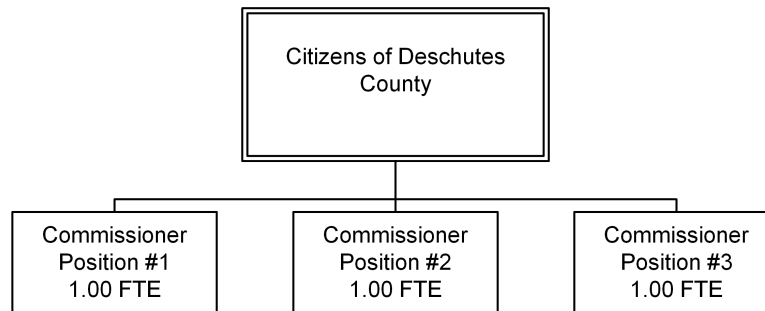 Citizens of Deschutes
County
Commissioner
Position #1
1.00 FTE
Commissioner
Position #2
1.00 FTE
Commissioner
Position #3
1.00 FTE